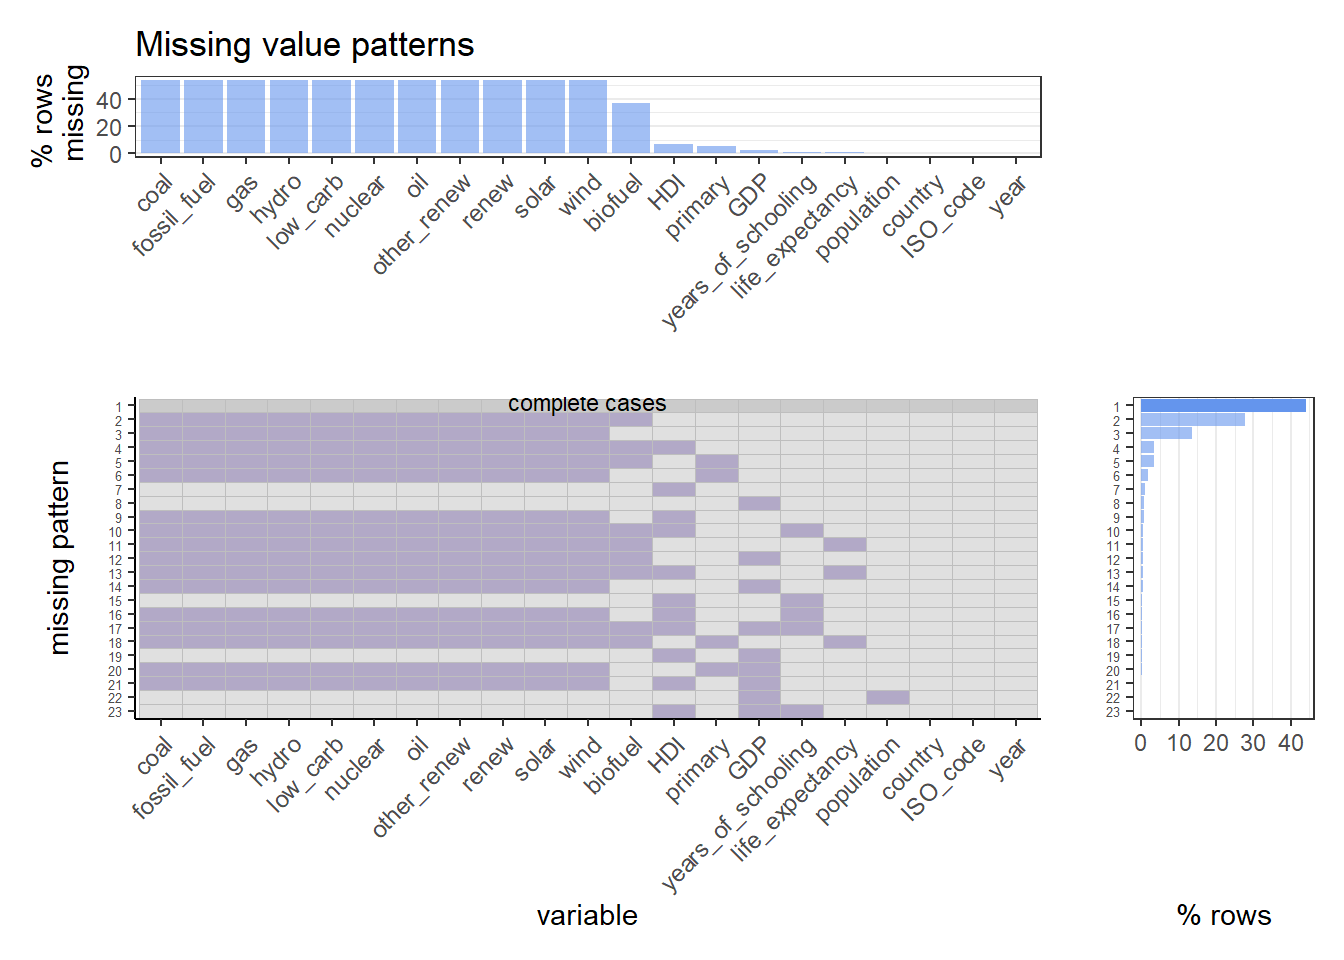 Missing value patterns
% rows
missing
40
20
0
coal
fossil_fuel
gas
hydro
low_carb
nuclear
oil
other_renew
renew
solar
wind
biofuel
HDI
primary
GDP
years_of_schooling
life_expectancy
population
country
ISO_code
year
complete cases
missing pattern
1
2
3
4
5
6
7
8
9
10
11
12
13
14
15
16
17
18
19
20
21
22
23
coal
fossil_fuel
gas
hydro
low_carb
nuclear
oil
other_renew
renew
solar
wind
biofuel
HDI
primary
GDP
years_of_schooling
life_expectancy
population
country
ISO_code
year
variable
1
2
3
4
5
6
7
8
9
10
11
12
13
14
15
16
17
18
19
20
21
22
23
0 10 20 30 40
% rows